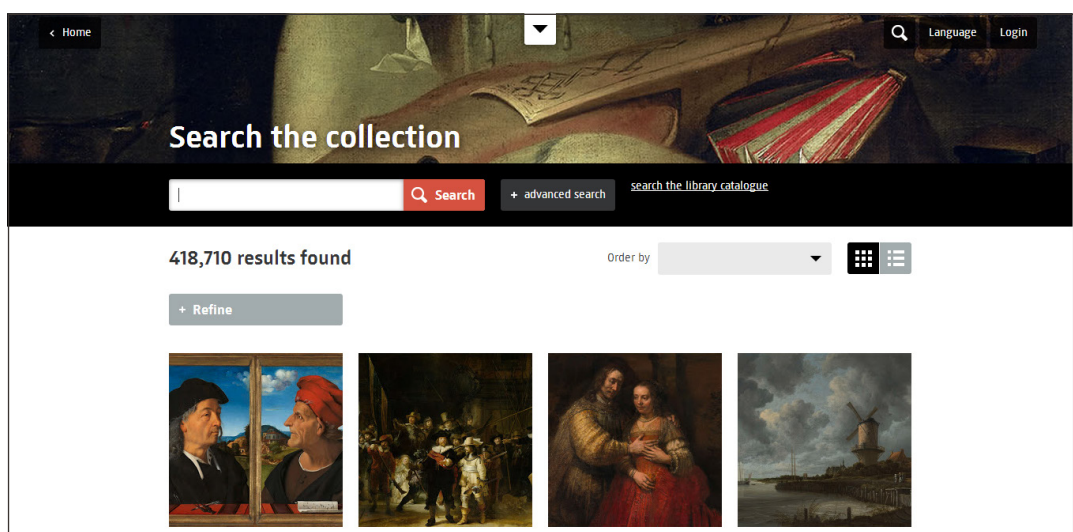 < Home
Language
Login
Search the collection
Search
+ advanced search
search the library catalogue
418,710 results found
Order by
+ Refine